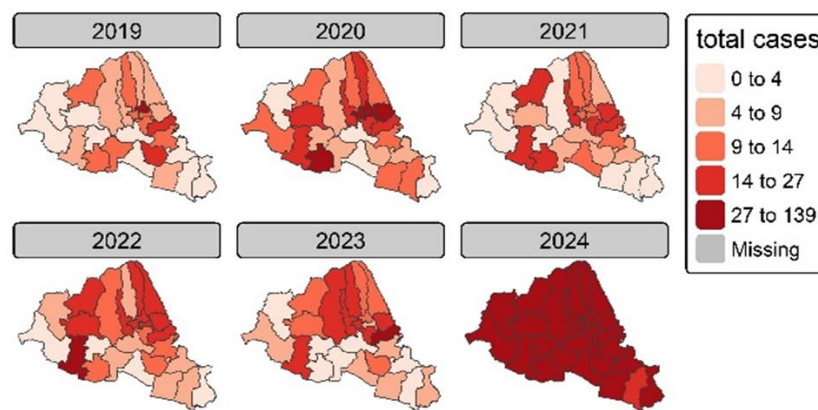 2019
2020
2021
2022
2023
2024
total cases
0 to 4
4 to 9
9 to 14
14 to 27
27 to 139
Missing